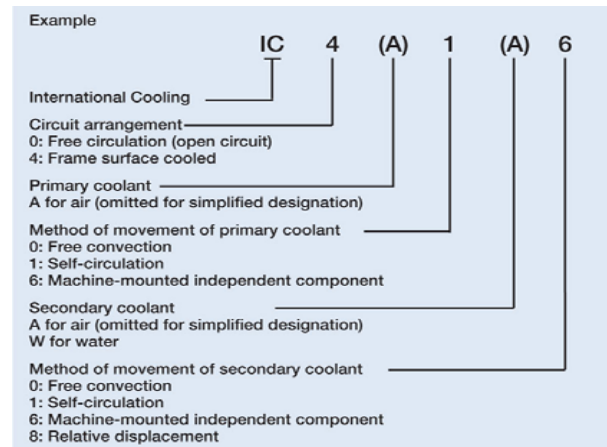 Example
IC 4 (A) 1 (A) 6
International Cooling
Circuit arrangement
0: Free circulation (open circuit)
4: Frame surface cooled
Primary coolant
A for air (omitted for simplified designation)
Method of movement of primary coolant
0: Free convection
1: Self-circulation
6: Machine-mounted independent component
Secondary coolant
A for air (omitted for simplified designation)
W for water
Method of movement of secondary coolant
0: Free convection
1: Self-circulation
6: Machine-mounted independent component
8: Relative displacement